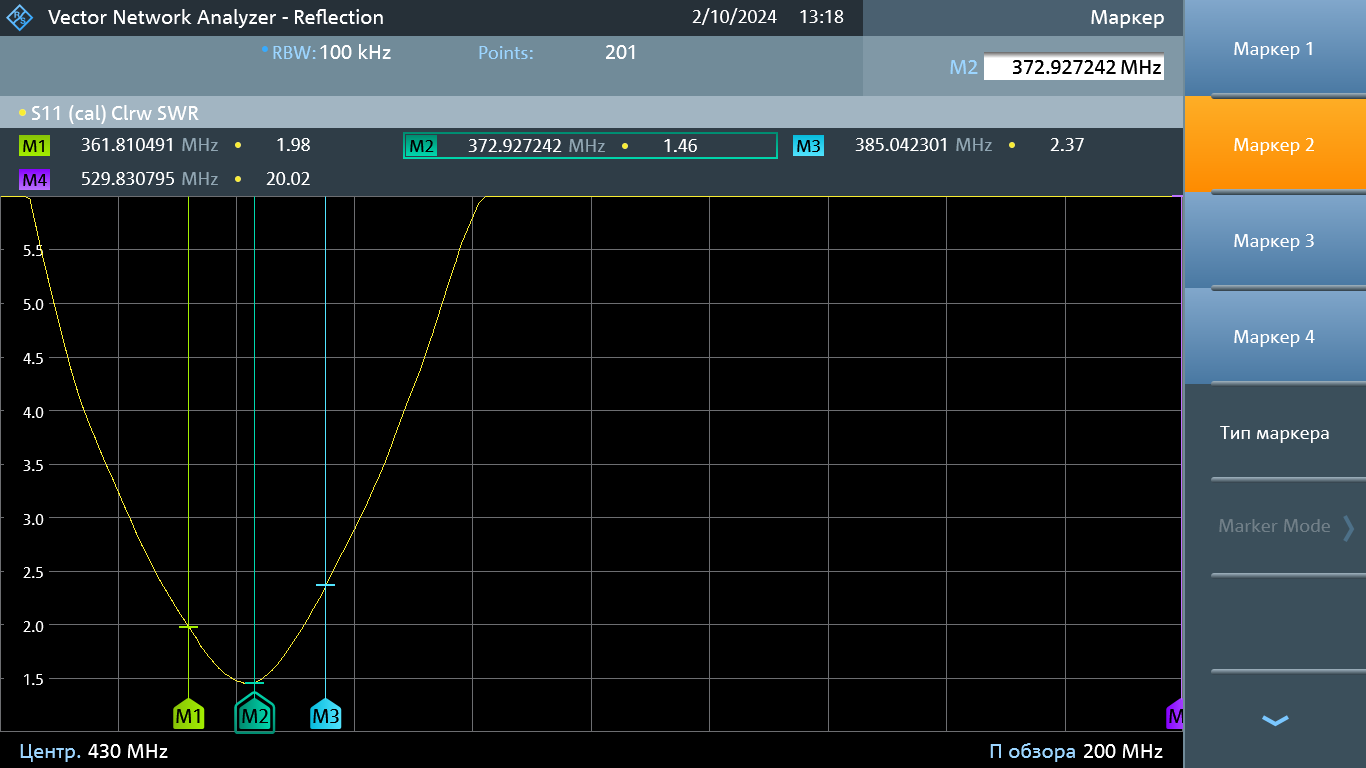 Vector Network Analyzer - Reflection 2/10/2024 13:18 Маркер
RBW: 100 kHz Points: 201 M2 372.927242 MHz
S11 (cal) Clrw SWR
M1 361.810491 MHz 1.98 M2 372.927242 MHz 1.46 M3 385.042301 MHz 2.37
M4 529.830795 MHz 20.02
5.5
5.0
4.5
4.0
3.5
3.0
2.5
2.0
1.5
M1 M2 M3 M
Центр. 430 MHz П обзора 200 MHz
Маркер 1
Маркер 2
Маркер 3
Маркер 4
Тип маркера
Marker Mode